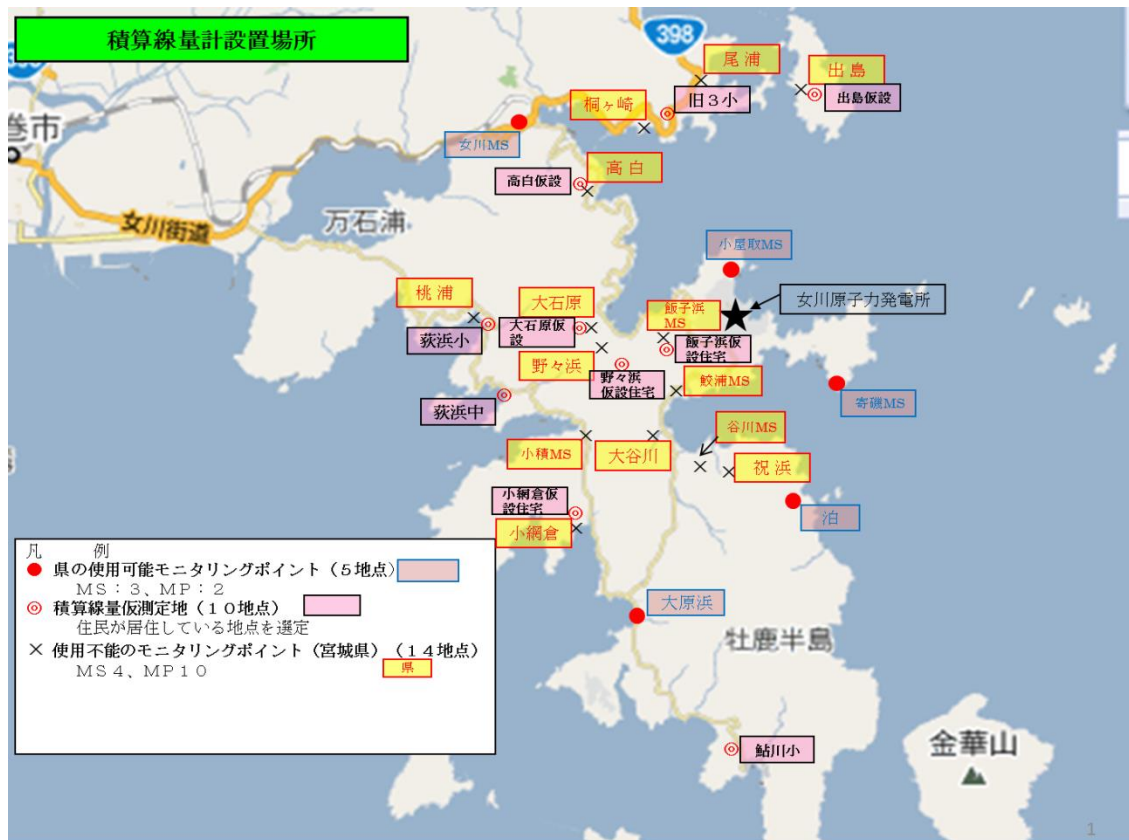 積算線量計設置場所
398
尾浦
出島
桐ヶ崎
旧3小
出島仮設
巻市
女川MS
高白
高白仮設
女川街道
万石浦
小屋取MS
桃浦
大石原
飯子浜
MS
女川原子力発電所
荻浜小
大石原仮
設
野々浜
飯子浜仮
設住宅
野々浜
仮設住宅
鮫浦MS
荻浜中
寄磯MS
谷川MS
小積MS
大谷川
祝浜
小網倉仮
設住宅
泊
小網倉
凡 例
県の使用可能モニタリングポイント(5地点)
MS:3、MP:2
積算線量仮測定地(10地点)
住民が居住している地点を選定
× 使用不能のモニタリングポイント(宮城県)(14地点)
MS4、MP10
県
大原浜
牡鹿半島
鮎川小
金華山
1